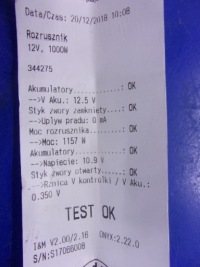 Data/Czas: 20/12/2018 10:08
Rozrusznik
12V, 1000W
344275
Akumulatory..........: OK
-->V Aku.: 12.5 V
Styk zwory zamknięty....: OK
-->Upływ prądu: 0 mA
Moc rozrusznika.......: OK
-->Moc: 1157 W
Akumulatory..........: OK
-->Napięcie: 10.9 V
Styk zwory otwarty.....: OK
-->Różnica V kontrolki / V Aku.:
0.350 V
TEST OK
I&M V2.00/2.16 ONYX:2.22.0
S/N:S17066008